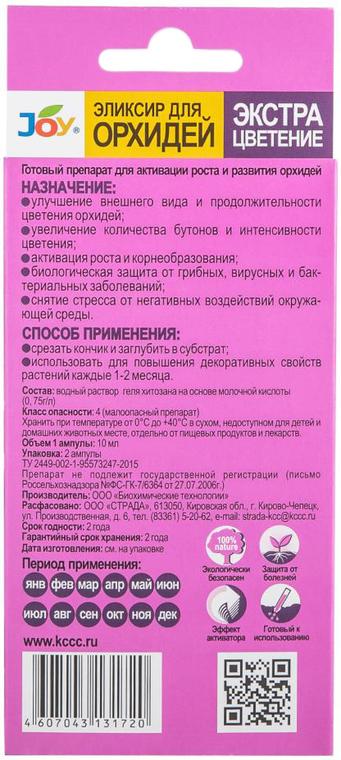 JOY®
ЭЛИКСИР ДЛЯ
ОРХИДЕЙ
ЭКСТРА
ЦВЕТЕНИЕ
Готовый препарат для активации роста и развития орхидей
НАЗНАЧЕНИЕ:
●улучшение внешнего вида и продолжительности
цветения орхидей;
●увеличение количества бутонов и интенсивности
цветения;
●активация роста и корнеобразования;
●биологическая защита от грибных, вирусных и бак-
териальных заболеваний;
●снятие стресса от негативных воздействий окружаю-
щей среды.
СПОСОБ ПРИМЕНЕНИЯ:
●срезать кончик и заглубить в субстрат;
●использовать для повышения декоративных свойств
растений каждые 1-2 месяца.
Состав: водный раствор геля хитозана на основе молочной кислоты
(0, 75г/л)
Класс опасности: 4 (малоопасный препарат)
Хранить при температуре от 0°С до +40°С в сухом, недоступном для детей и
домашних животных месте, отдельно от пищевых продуктов и лекарств.
Объем 1 ампулы: 10 мл
Упаковка: 2 ампулы
ТУ 2449-002-1-95573247-2015
Препарат не подлежит государственной регистрации (письмо
Россельхознадзора №ФС-ГК-7/6364 от 27.07.2006г.)
Производитель: ООО «Биохимические технологии»
Расфасовано: ООО «СТРАДА», 613050, Кировская обл., г. Кирово-Чепецк,
ул. Производственная, д. 6, тел. (83361) 5-20-62, e-mail: strada-kcc@kccc.ru
Срок годности: 2 года
Гарантийный срок хранения: 2 года
Дата изготовления: см. на упаковке
Период применения
янв фев мар апр май июн
июл авг сен окт ноя дек
100%
nature
Экологически
безопасен
Защита от
болезней
Эффект
активатора
Готовый к
использованию
www.kccc.ru
4 607043 131720